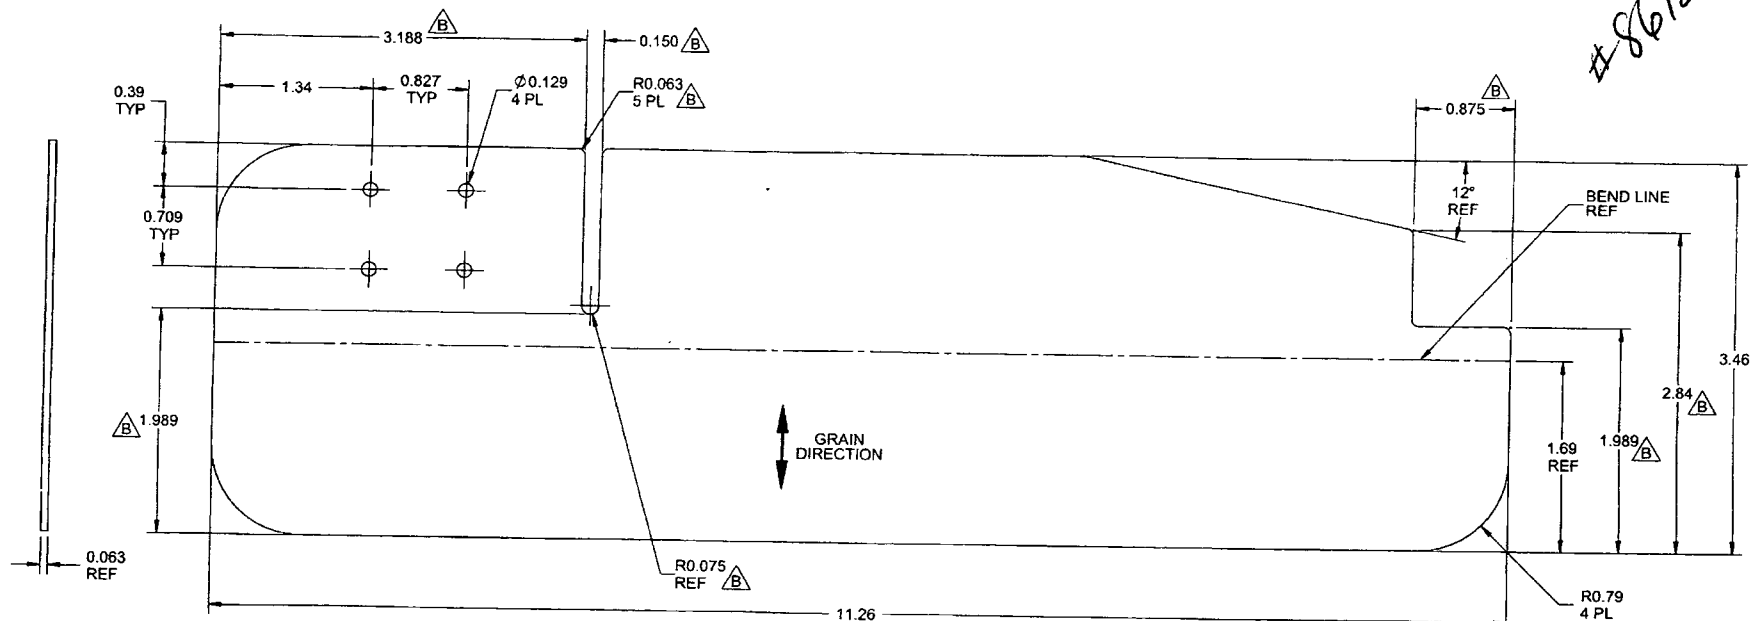 #86
B
3.188
0.150 B
B
0.875
0.39
TYP
1.34
0.827
TYP
Ø0.129
4 PL
R0.063
5 PL B
12°
REF
BEND LINE
REF
0.709
TYP
3.46
2.84 B
B 1.989
GRAIN
DIRECTION
1.69
REF
1.989 B
0.063
REF
R0.075
REF B
R0.79
4 PL
11.26